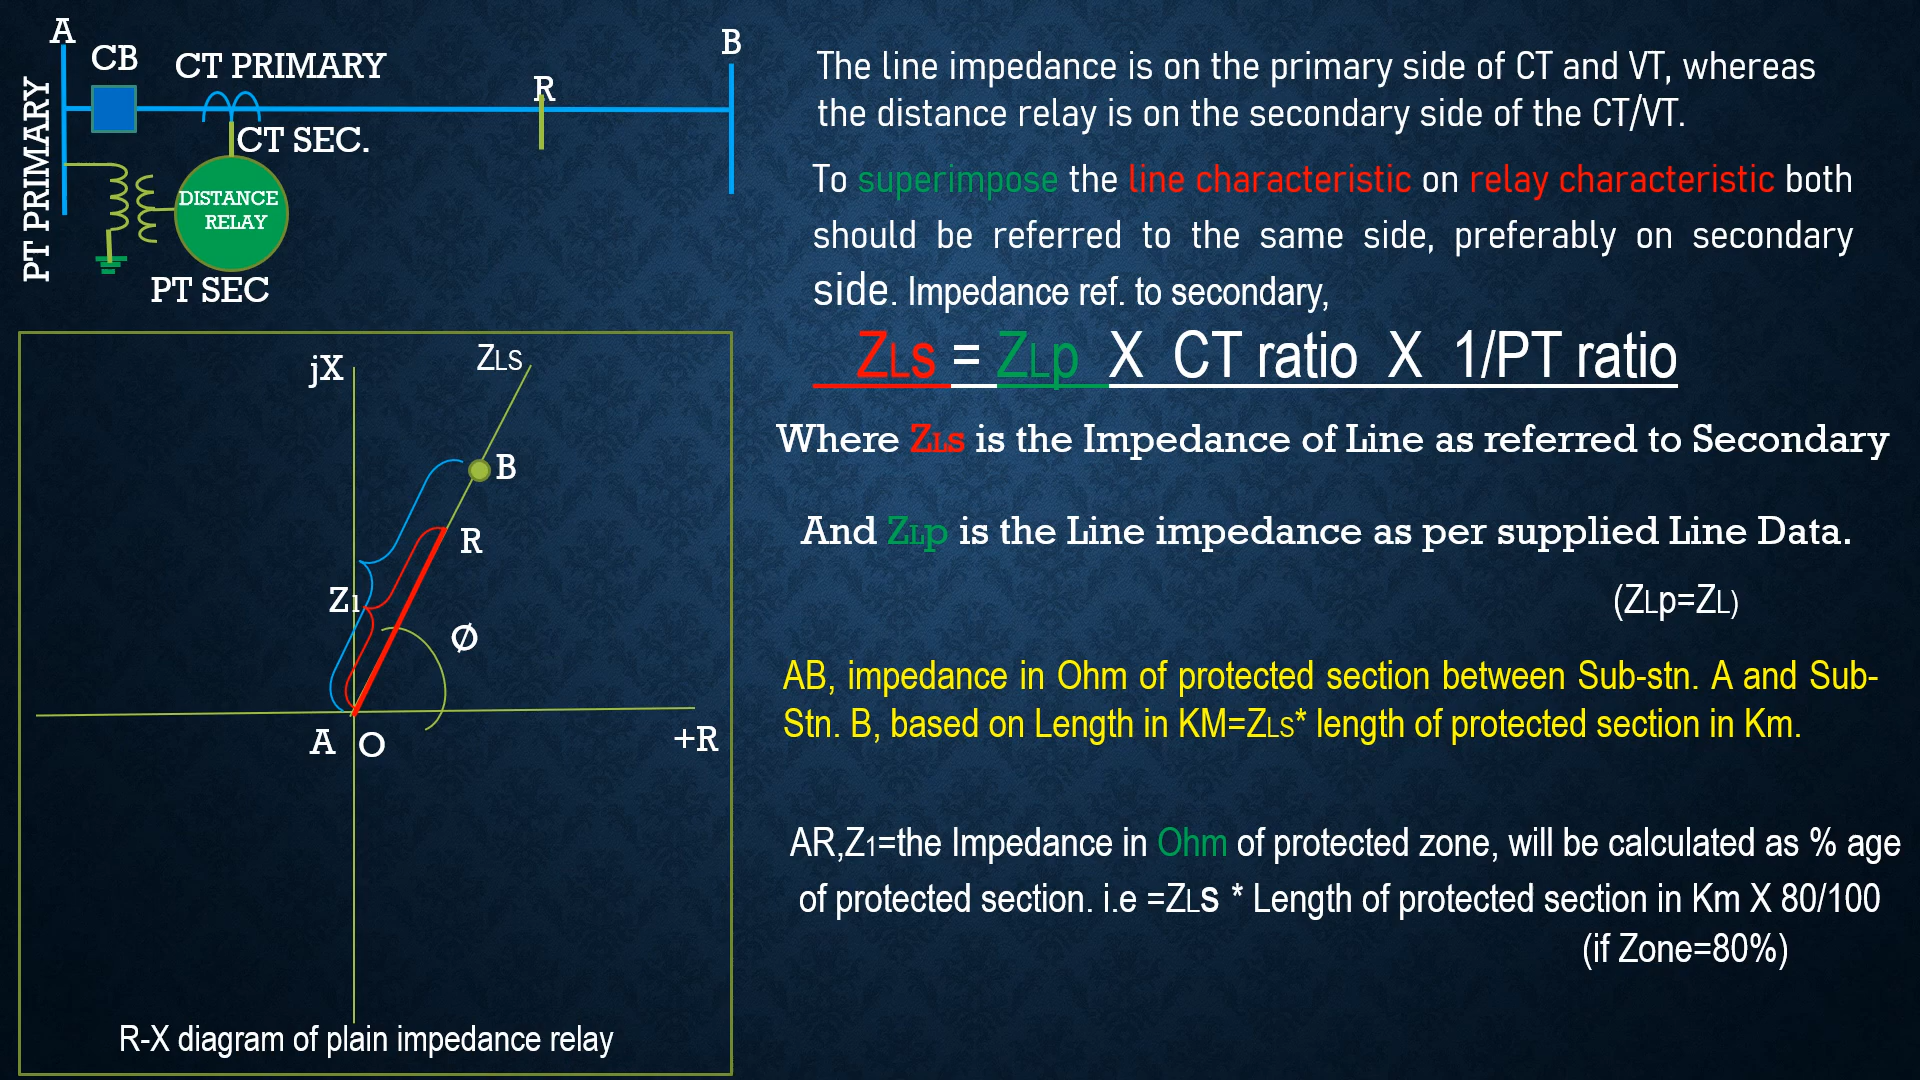 A
CB
CT PRIMARY
R
B
PT PRIMARY
CT SEC.
DISTANCE
RELAY
PT SEC
jX
ZLS
B
R
Z1
Ø
A O
+R
R-X diagram of plain impedance relay
The line impedance is on the primary side of CT and VT, whereas
the distance relay is on the secondary side of the CT/VT.
To superimpose the line characteristic on relay characteristic both
should be referred to the same side, preferably on secondary
side. Impedance ref. to secondary,
ZLs = ZLp X CT ratio X 1/PT ratio
Where ZLs is the Impedance of Line as referred to Secondary
And ZLp is the Line impedance as per supplied Line Data.
(ZLp=ZL)
AB, impedance in Ohm of protected section between Sub-stn. A and Sub-
Stn. B, based on Length in KM=ZLS* length of protected section in Km.
AR,Z1=the Impedance in Ohm of protected zone, will be calculated as % age
of protected section. i.e =ZLS * Length of protected section in Km X 80/100
(if Zone=80%)